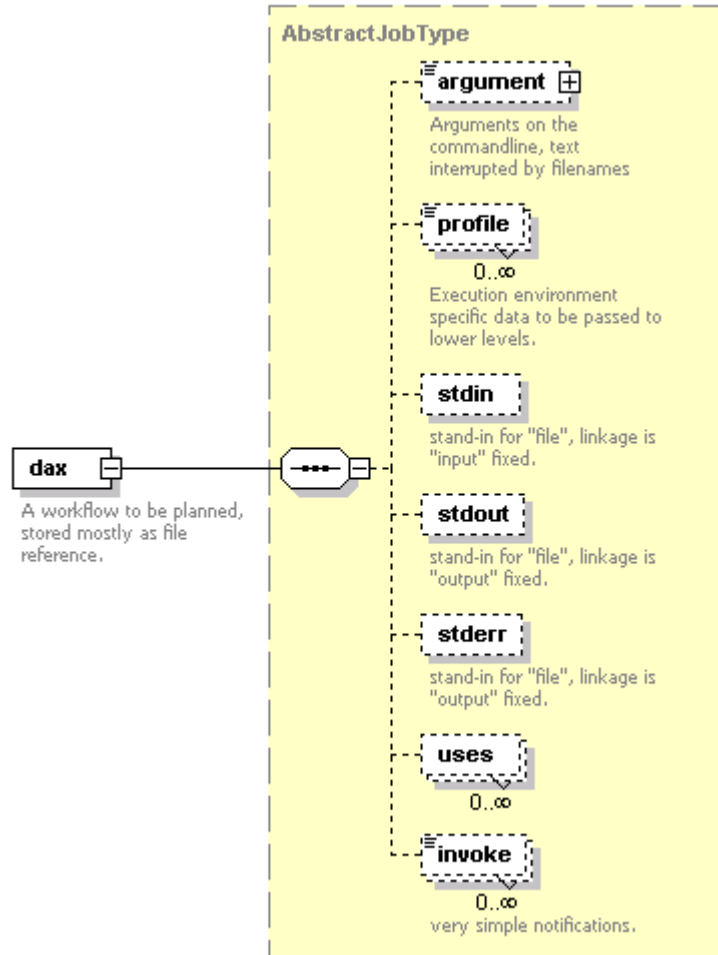 AbstractJobType
argument
Arguments on the
commandline, text
interrupted by filenames
profile
0..∞
Execution environment
specific data to be passed to
lower levels.
stdin
stand-in for "file", linkage is
"input" fixed.
dax
A workflow to be planned,
stored mostly as file
reference.
stdout
stand-in for "file", linkage is
"output" fixed.
stderr
stand-in for "file", linkage is
"output" fixed.
uses
0..∞
invoke
0..∞
very simple notifications.